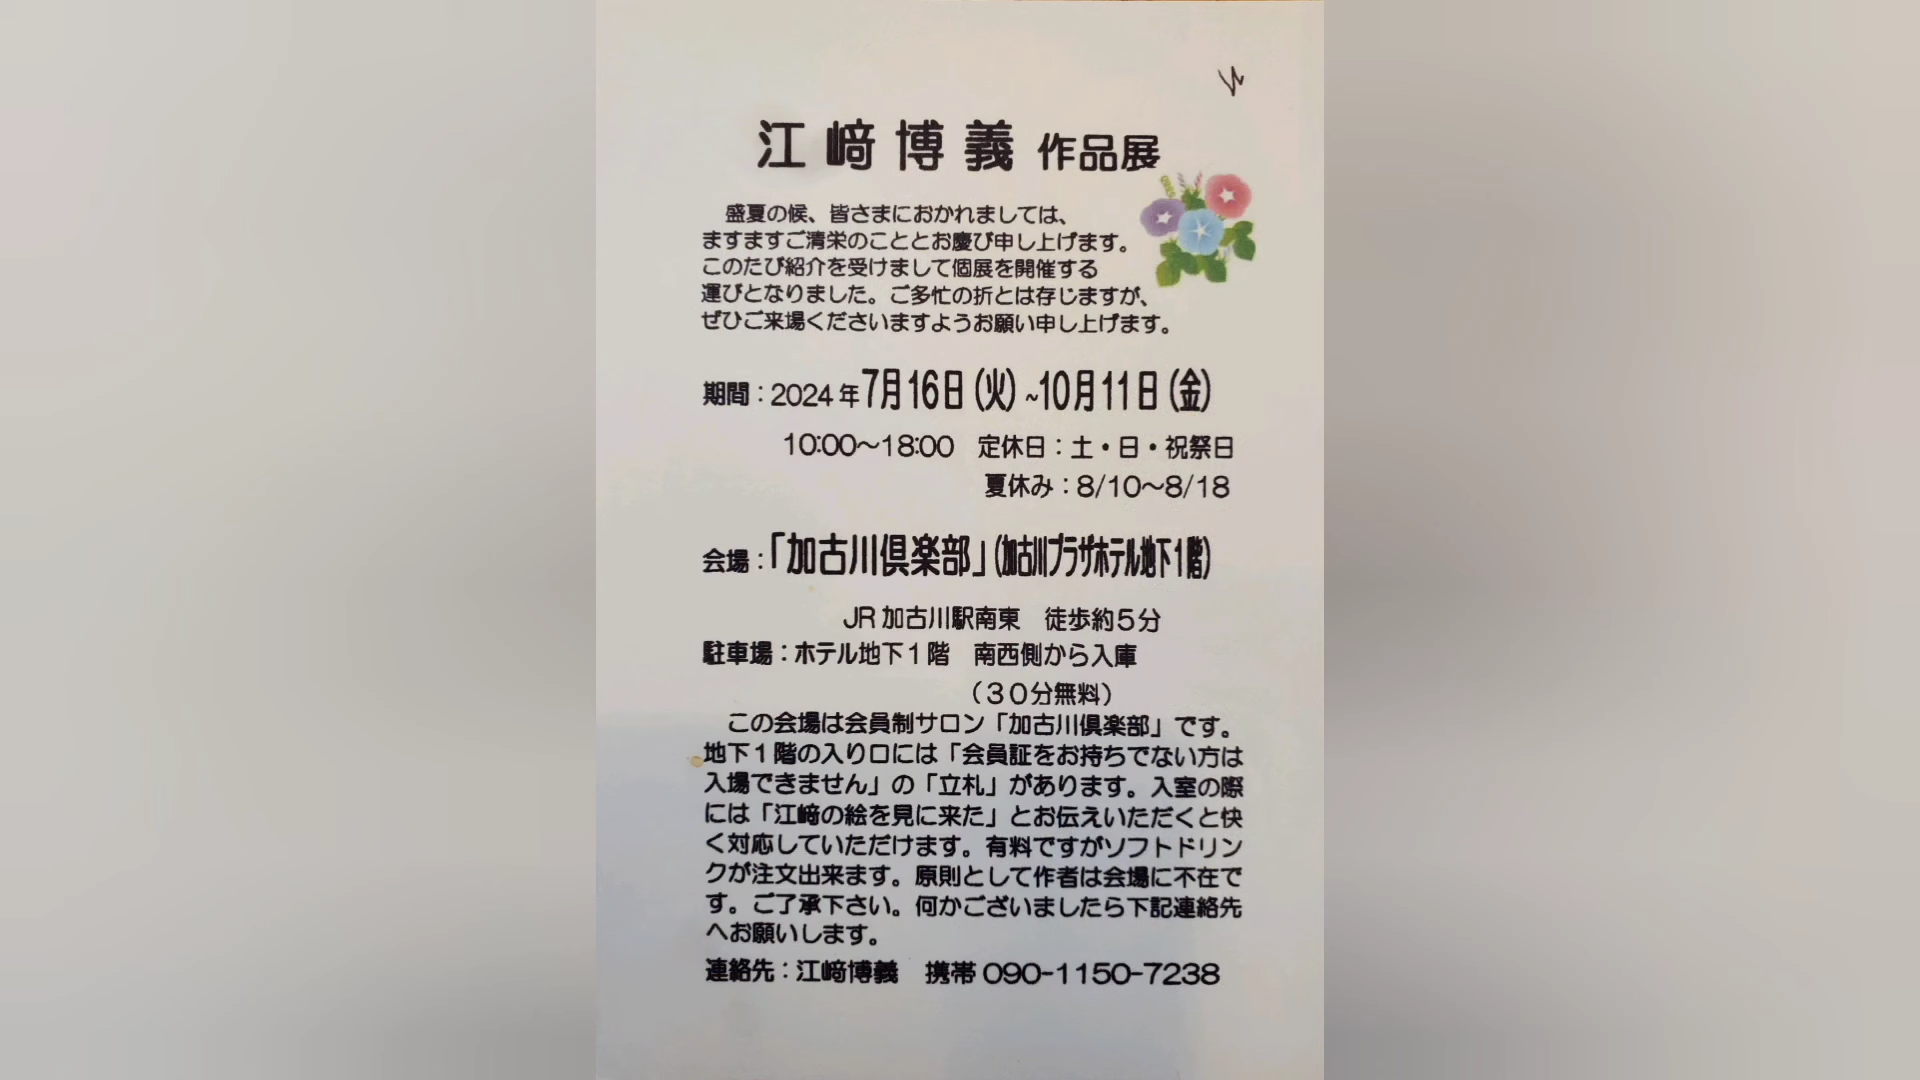 江﨑博義 作品展
盛夏の候、皆さまにおかれましては、
ますますご清栄のこととお慶び申し上げます。
このたび紹介を受けまして個展を開催する
運びとなりました。ご多忙の折とは存じますが、
ぜひご来場くださいますようお願い申し上げます。
期間：2024年7月16日(火)~10月11日(金)
10:00～18:00　定休日：土・日・祝祭日
夏休み：8/10～8/18
会場：「加古川倶楽部」(加古川プラザホテル地下1階)
JR加古川駅南東　徒歩約５分
駐車場：ホテル地下１階　南西側から入庫
（３０分無料）
この会場は会員制サロン「加古川倶楽部」です。
地下１階の入り口には「会員証をお持ちでない方は
入場できません」の「立札」があります。入室の際
には「江﨑の絵を見に来た」とお伝えいただくと快
く対応していただけます。有料ですがソフトドリン
クが注文出来ます。原則として作者は会場に不在で
す。ご了承下さい。何かございましたら下記連絡先
へお願いします。
連絡先：江﨑博義　携帯 090-1150-7238